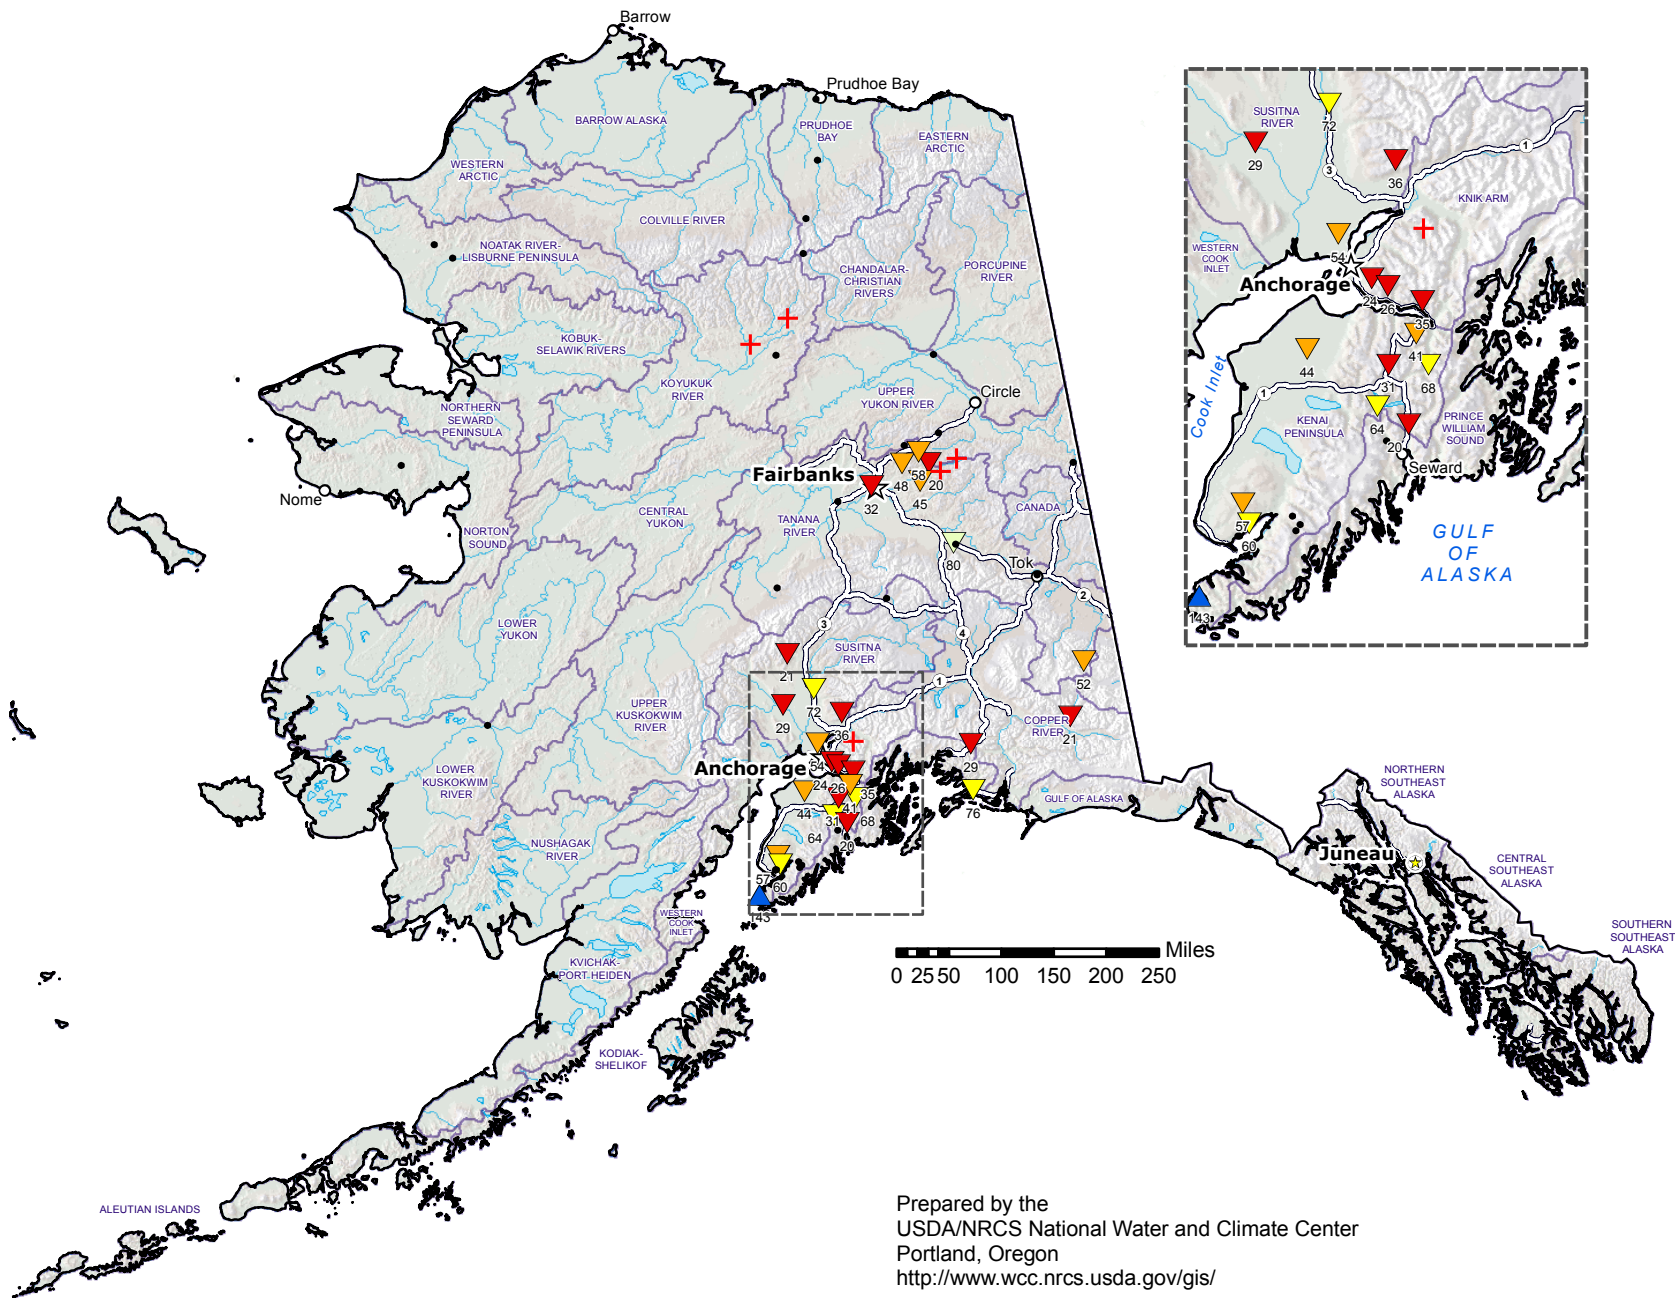 Barrow
Prudhoe Bay
BARROW ALASKA
PRUDHOE
BAY
EASTERN
ARCTIC
WESTERN
ARCTIC
COLVILLE RIVER
NOATAK RIVER-
LISBURNE PENINSULA
CHANDALAR-
CHRISTIAN
RIVERS
PORCUPINE
RIVER
KOBUK-
SELAWIK RIVERS
KOYUKUK
RIVER
UPPER
YUKON RIVER
Circle
NORTHERN
SEWARD
PENINSULA
Fairbanks
48
58
20
45
32
Nome
NORTON
SOUND
CENTRAL
YUKON
TANANA
RIVER
CANADA
80
Tok
2
LOWER
YUKON
3
4
SUSITNA
RIVER
21
52
72
1
29
36
UPPER
KUSKOKWIM
RIVER
COPPER
RIVER
21
29
54
Anchorage
24
26
35
41
44
31
68
64
20
76
GULF OF ALASKA
LOWER
KUSKOKWIM
RIVER
NUSHAGAK
RIVER
57
60
143
WESTERN
COOK
INLET
KVICHAK-
PORT HEIDEN
KODIAK-
SHELIKOF
ALEUTIAN ISLANDS
NORTHERN
SOUTHEAST
ALASKA
Juneau
CENTRAL
SOUTHEAST
ALASKA
SOUTHERN
SOUTHEAST
ALASKA
Miles
0 25 50 100 150 200 250
SUSITNA
RIVER
72
29
3
36
1
KNIK ARM
WESTERN
COOK
INLET
54
Anchorage
24
26
35
41
44
31
68
Cook Inlet
1
KENAI
PENINSULA
64
20
PRINCE
WILLIAM
SOUND
Seward
57
60
143
GULF
OF
ALASKA
Prepared by the
USDA/NRCS National Water and Climate Center
Portland, Oregon
http://www.wcc.nrcs.usda.gov/gis/